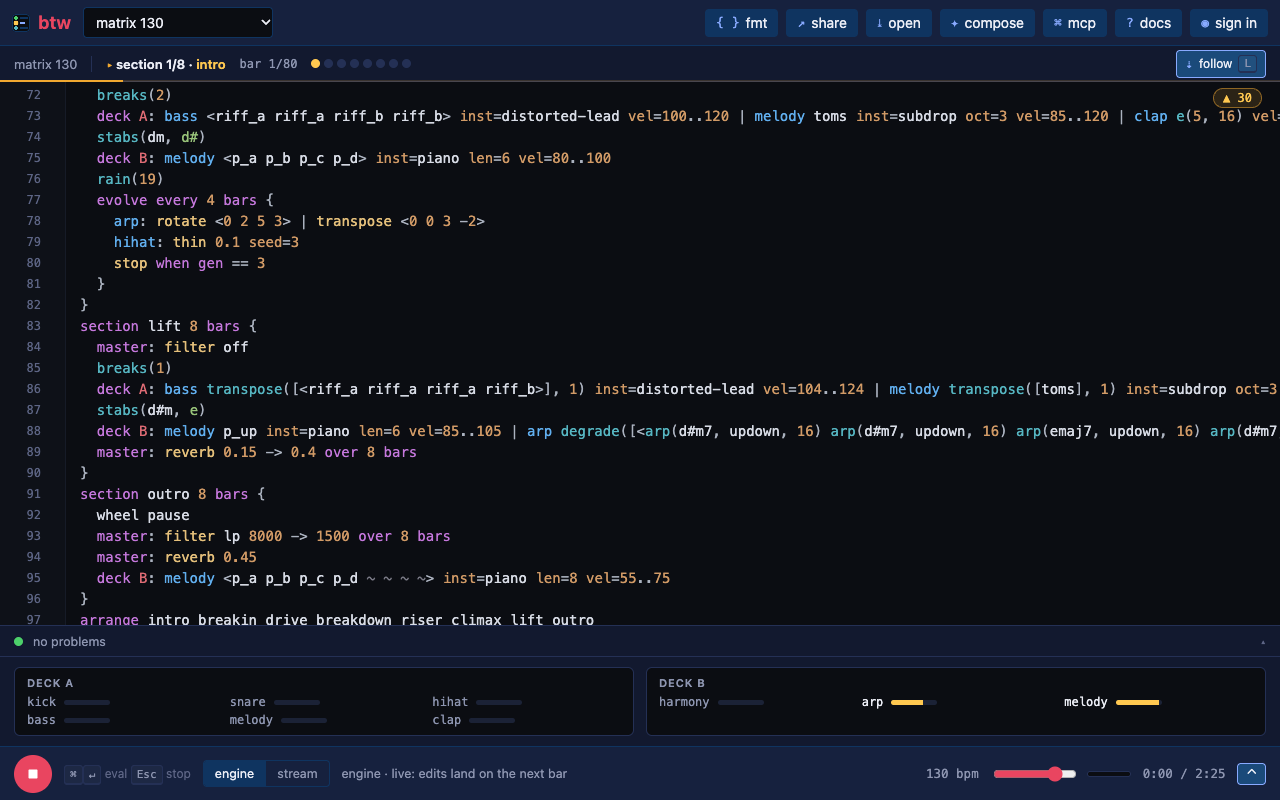 btw matrix 130 { } fmt ↗ share ↓ open ✦ compose ⌘ mcp ? docs ◉ sign in
matrix 130 ▸ section 1/8 · intro bar 1/80 ↓ follow L
▲ 30
72 breaks(2)
73 deck A: bass <riff_a riff_a riff_b riff_b> inst=distorted-lead vel=100..120 | melody toms inst=subdrop oct=3 vel=85..120 | clap e(5, 16) vel=
74 stabs(dm, d#)
75 deck B: melody <p_a p_b p_c p_d> inst=piano len=6 vel=80..100
76 rain(19)
77 evolve every 4 bars {
78 arp: rotate <0 2 5 3> | transpose <0 0 3 -2>
79 hihat: thin 0.1 seed=3
80 stop when gen == 3
81 }
82 }
83 section lift 8 bars {
84 master: filter off
85 breaks(1)
86 deck A: bass transpose([<riff_a riff_a riff_a riff_b>], 1) inst=distorted-lead vel=104..124 | melody transpose([toms], 1) inst=subdrop oct=3
87 stabs(d#m, e)
88 deck B: melody p_up inst=piano len=6 vel=85..105 | arp degrade([<arp(d#m7, updown, 16) arp(d#m7, updown, 16) arp(emaj7, updown, 16) arp(d#m7
89 master: reverb 0.15 -> 0.4 over 8 bars
90 }
91 section outro 8 bars {
92 wheel pause
93 master: filter lp 8000 -> 1500 over 8 bars
94 master: reverb 0.45
95 deck B: melody <p_a p_b p_c p_d ~ ~ ~ ~> inst=piano len=8 vel=55..75
96 }
97 arrange intro breakin drive breakdown riser climax lift outro
no problems
DECK A
kick snare hihat
bass melody clap
DECK B
harmony arp melody
⌘ ↵ eval Esc stop engine stream engine · live: edits land on the next bar 130 bpm 0:00 / 2:25